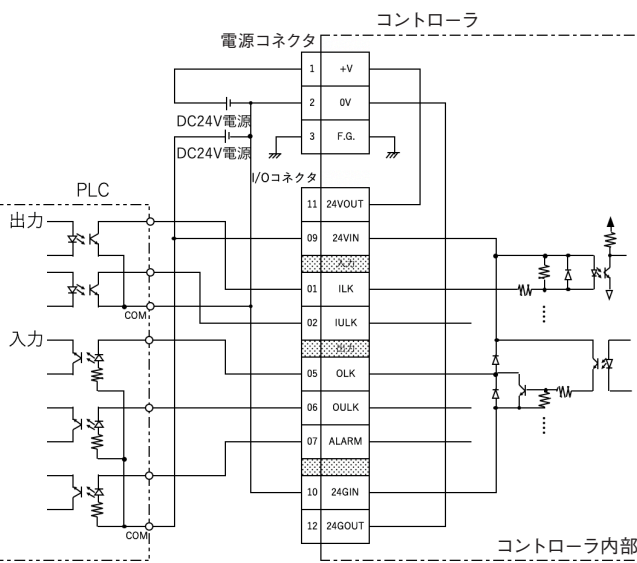 コントローラ
電源コネクタ
1 +V
2 0V
DC24V電源
3 F.G.
DC24V電源
I/Oコネクタ
PLC
11 24VOUT
出力
09 24VIN
入力
01 ILK
COM
02 IULK
入力
出力
05 OLK
06 OULK
07 ALARM
10 24GIN
12 24GOUT
COM
コントローラ内部